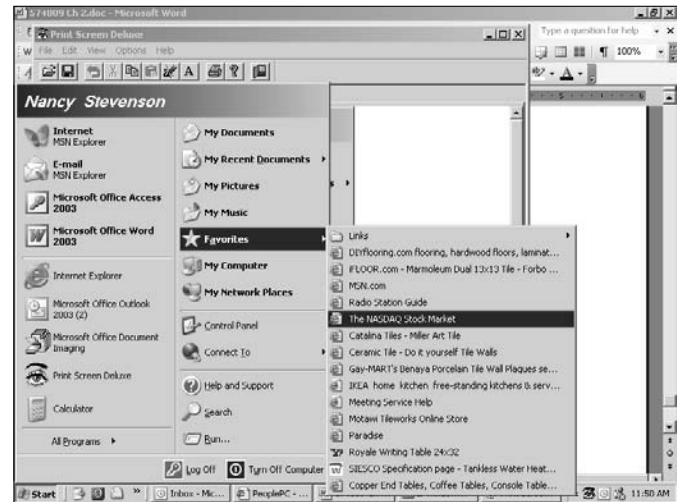 574009 Ch 2.doc - Microsoft Word
Type a question for help
Print Screen Deluxe
File Edit View Options Help
100%
Nancy Stevenson
Internet
MSN Explorer
E-mail
MSN Explorer
Microsoft Office Access
2003
Microsoft Office Word
2003
Internet Explorer
Microsoft Office Outlook
2003 (2)
Microsoft Office Document
Imaging
Print Screen Deluxe
Calculator
All Programs
My Documents
My Recent Documents
My Pictures
My Music
Favorites
My Computer
My Network Places
Control Panel
Connect To
Help and Support
Search
Run...
Links
DIYflooring.com flooring, hardwood floors, laminat...
iFLOOR.com - Marmoleum Dual 13x13 Tile - Forbo ...
MSN.com
Radio Station Guide
The NASDAQ Stock Market
Catalina Tiles - Miller Art Tile
Ceramic Tile - Do it yourself Tile Walls
Gay-MART's Benaya Porcelain Tile Wall Plaques se...
IKEA home kitchen free-standing kitchens & serv...
Meeting Service Help
Motawi Tileworks Online Store
Paradise
Royale Writing Table 24x32
SIESCO Specification page - Tankless Water Heat...
Copper End Tables, Coffee Tables, Console Table...
Log Off Turn Off Computer
Start
Inbox - Mic...
PeoplePC - ...
11:50 AM